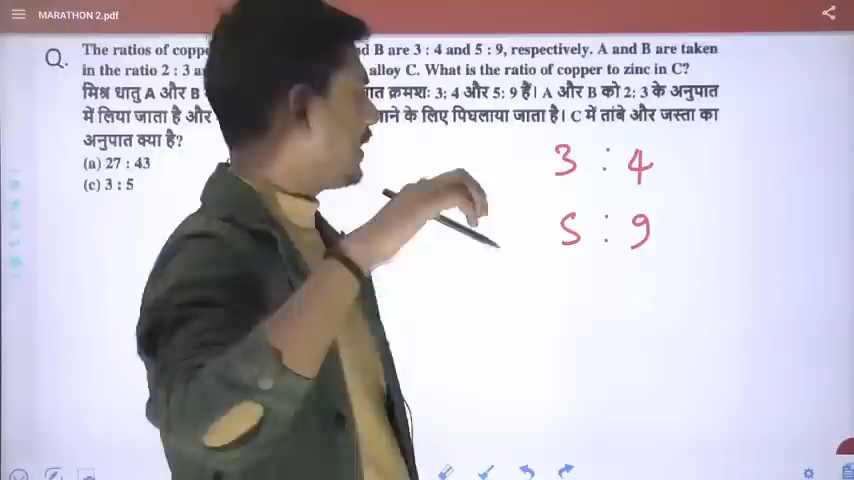 MARATHON 2.pdf
Q. The ratios of and B are 3 : 4 and 5 : 9, respectively. A and B are taken
in the ratio 2 : 3 alloy C. What is the ratio of copper to zinc in C?
मिश्र धातु A और B क्रमशः 3: 4 और 5: 9 हैं। A और B को 2: 3 के अनुपात
में लिया जाता है और के लिए पिघलाया जाता है। C में तांबे और जस्ता का
अनुपात क्या है?
(a) 27 : 43
(c) 3 : 5
3 : 4
5 : 9